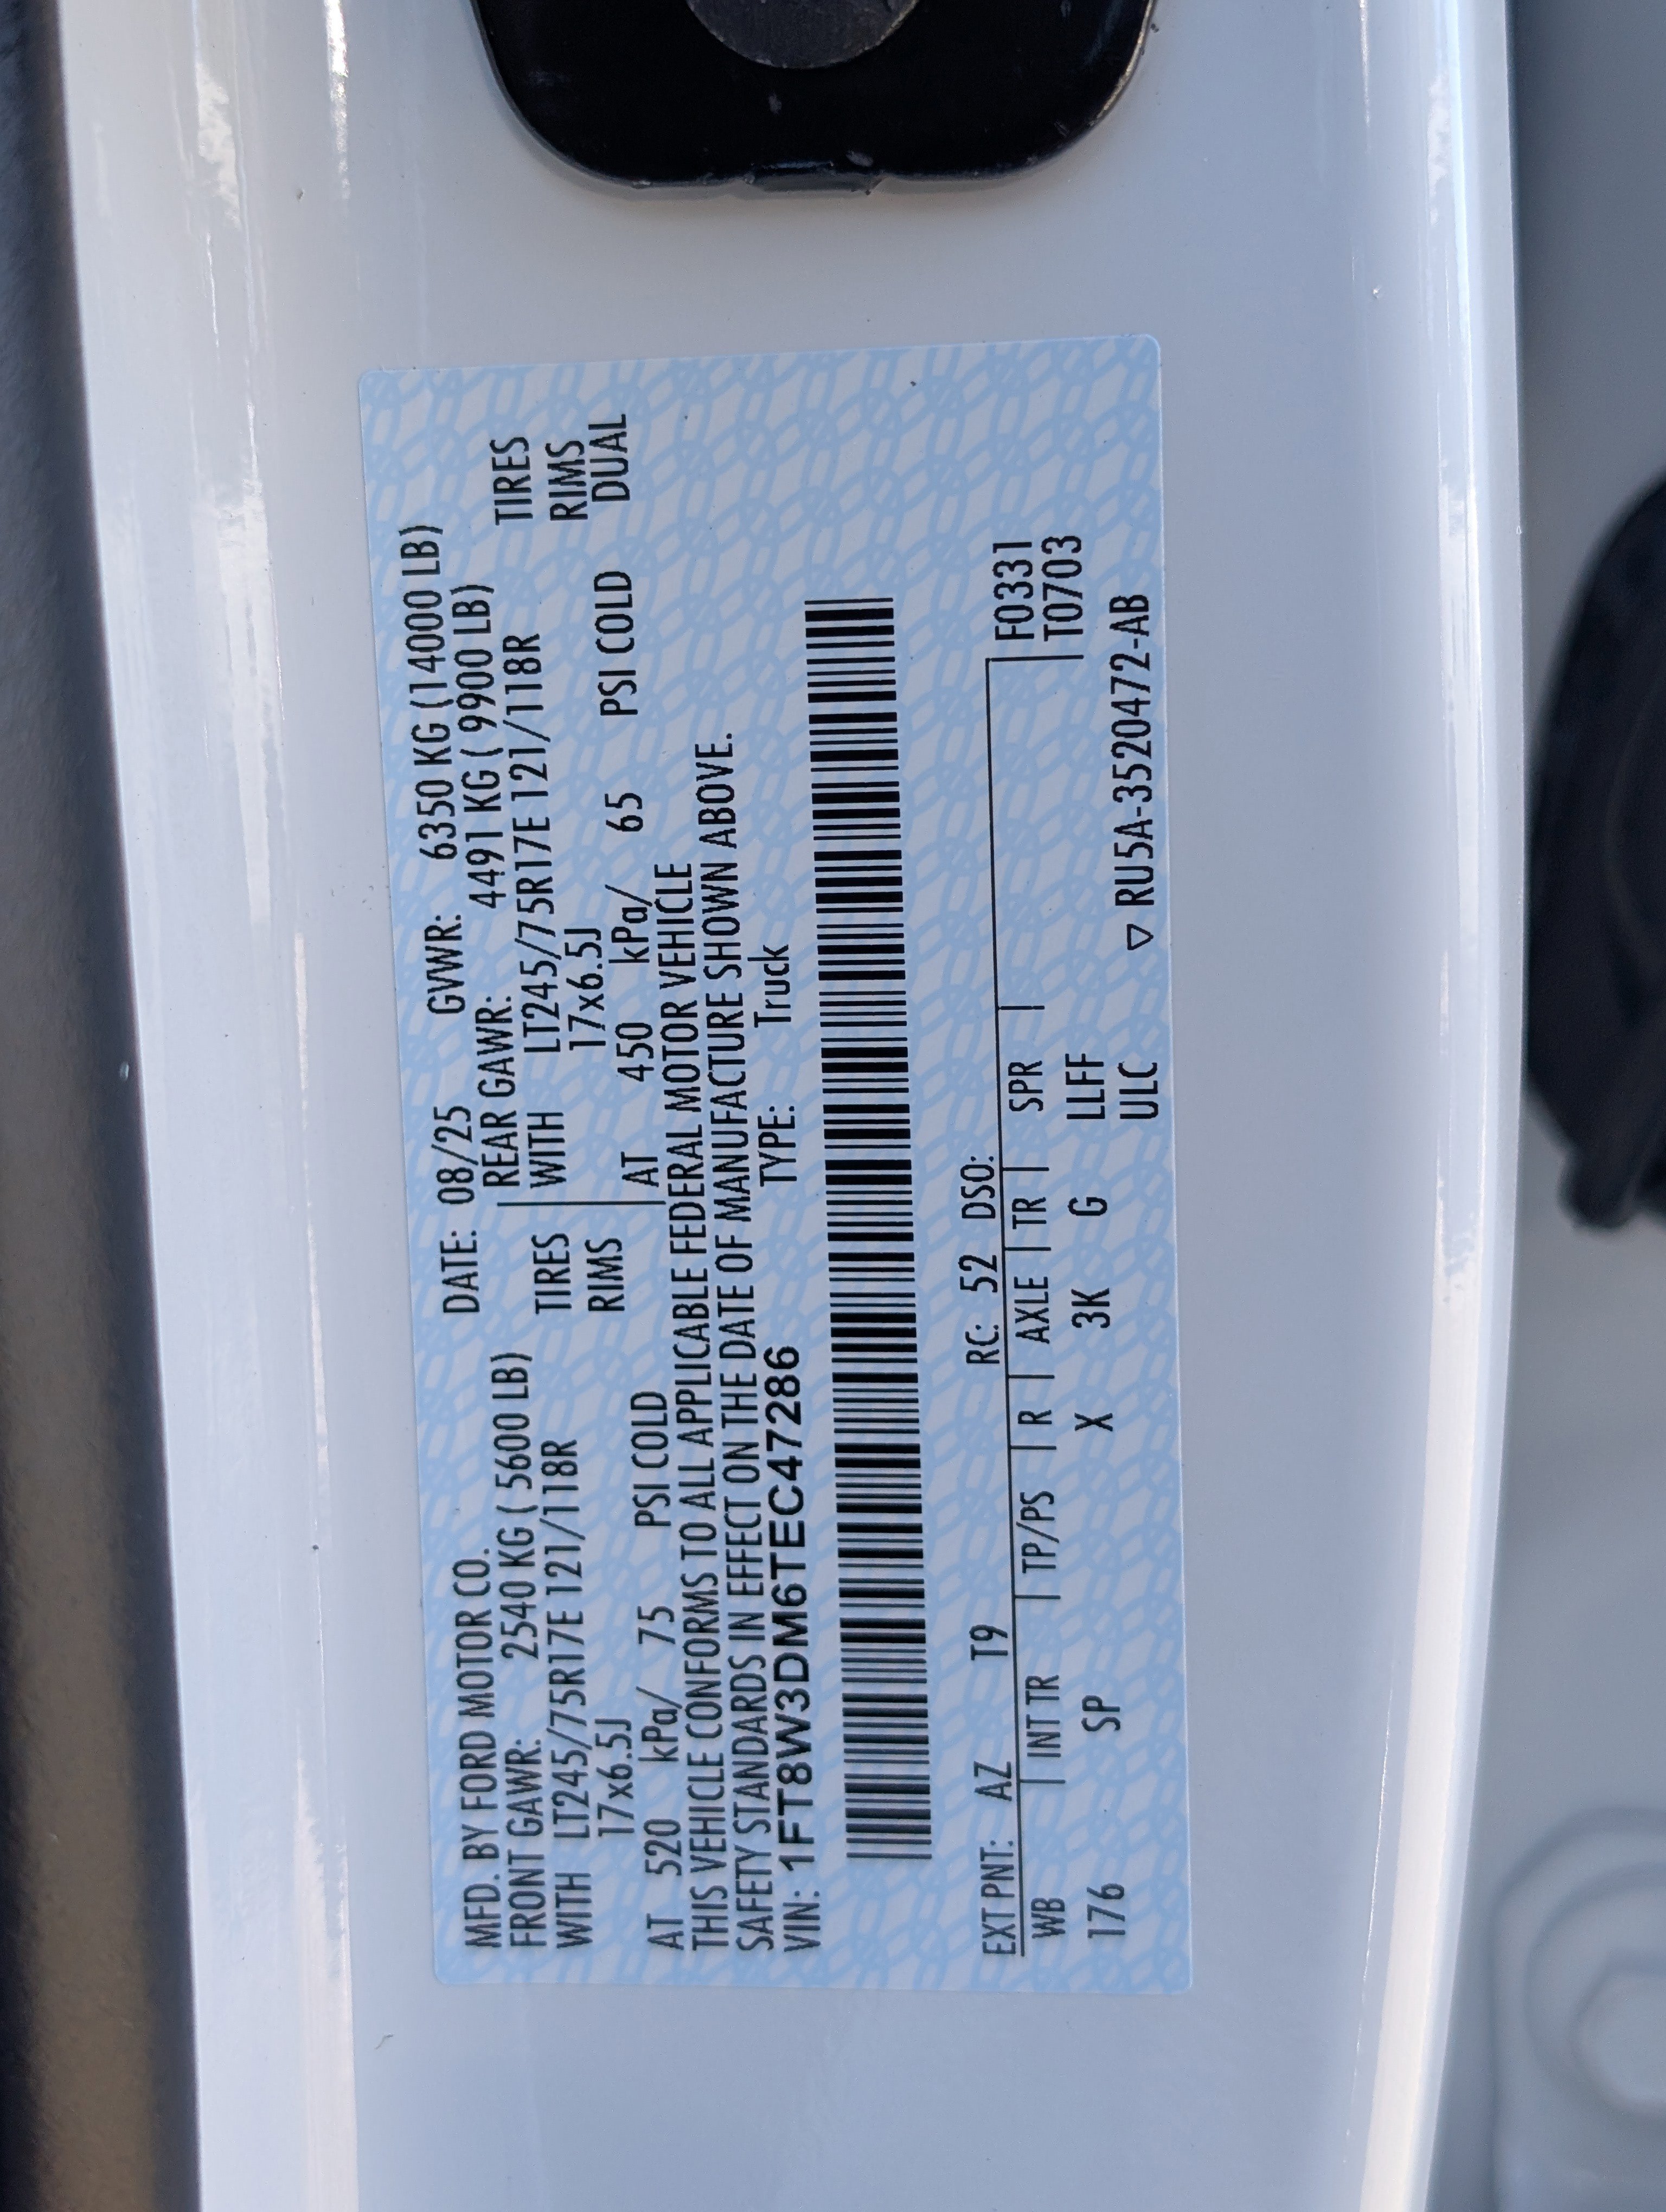 MFD. BY FORD MOTOR CO. DATE: 08/25 GVWR: 6350 KG (14000 LB)
FRONT GAWR: 2540 KG ( 5600 LB) REAR GAWR: 4491 KG ( 9900 LB)
WITH LT245/75R17E 121/118R TIRES WITH LT245/75R17E 121/118R TIRES
17x6.5J RIMS 17x6.5J RIMS
AT 520 kPa/ 75 PSI COLD AT 450 kPa/ 65 PSI COLD DUAL
THIS VEHICLE CONFORMS TO ALL APPLICABLE FEDERAL MOTOR VEHICLE
SAFETY STANDARDS IN EFFECT ON THE DATE OF MANUFACTURE SHOWN ABOVE.
VIN: 1FT8W3DM6TEC47286 TYPE: Truck
EXT PNT: AZ T9 RC: 52 DSO: F0331
WB INT TR TP/PS R AXLE TR SPR T0703
176 SP X 3K G LLFF
ULC ▽ RU5A-3520472-AB